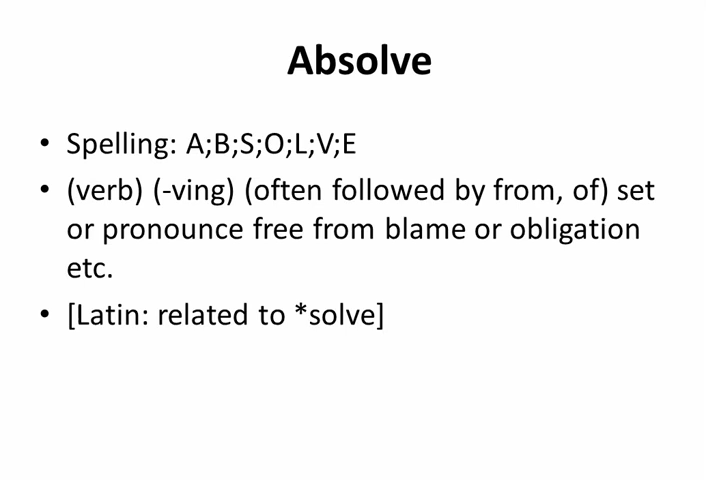 Absolve
• Spelling: A;B;S;O;L;V;E
• (verb) (-ving) (often followed by from, of) set
or pronounce free from blame or obligation
etc.
• [Latin: related to *solve]